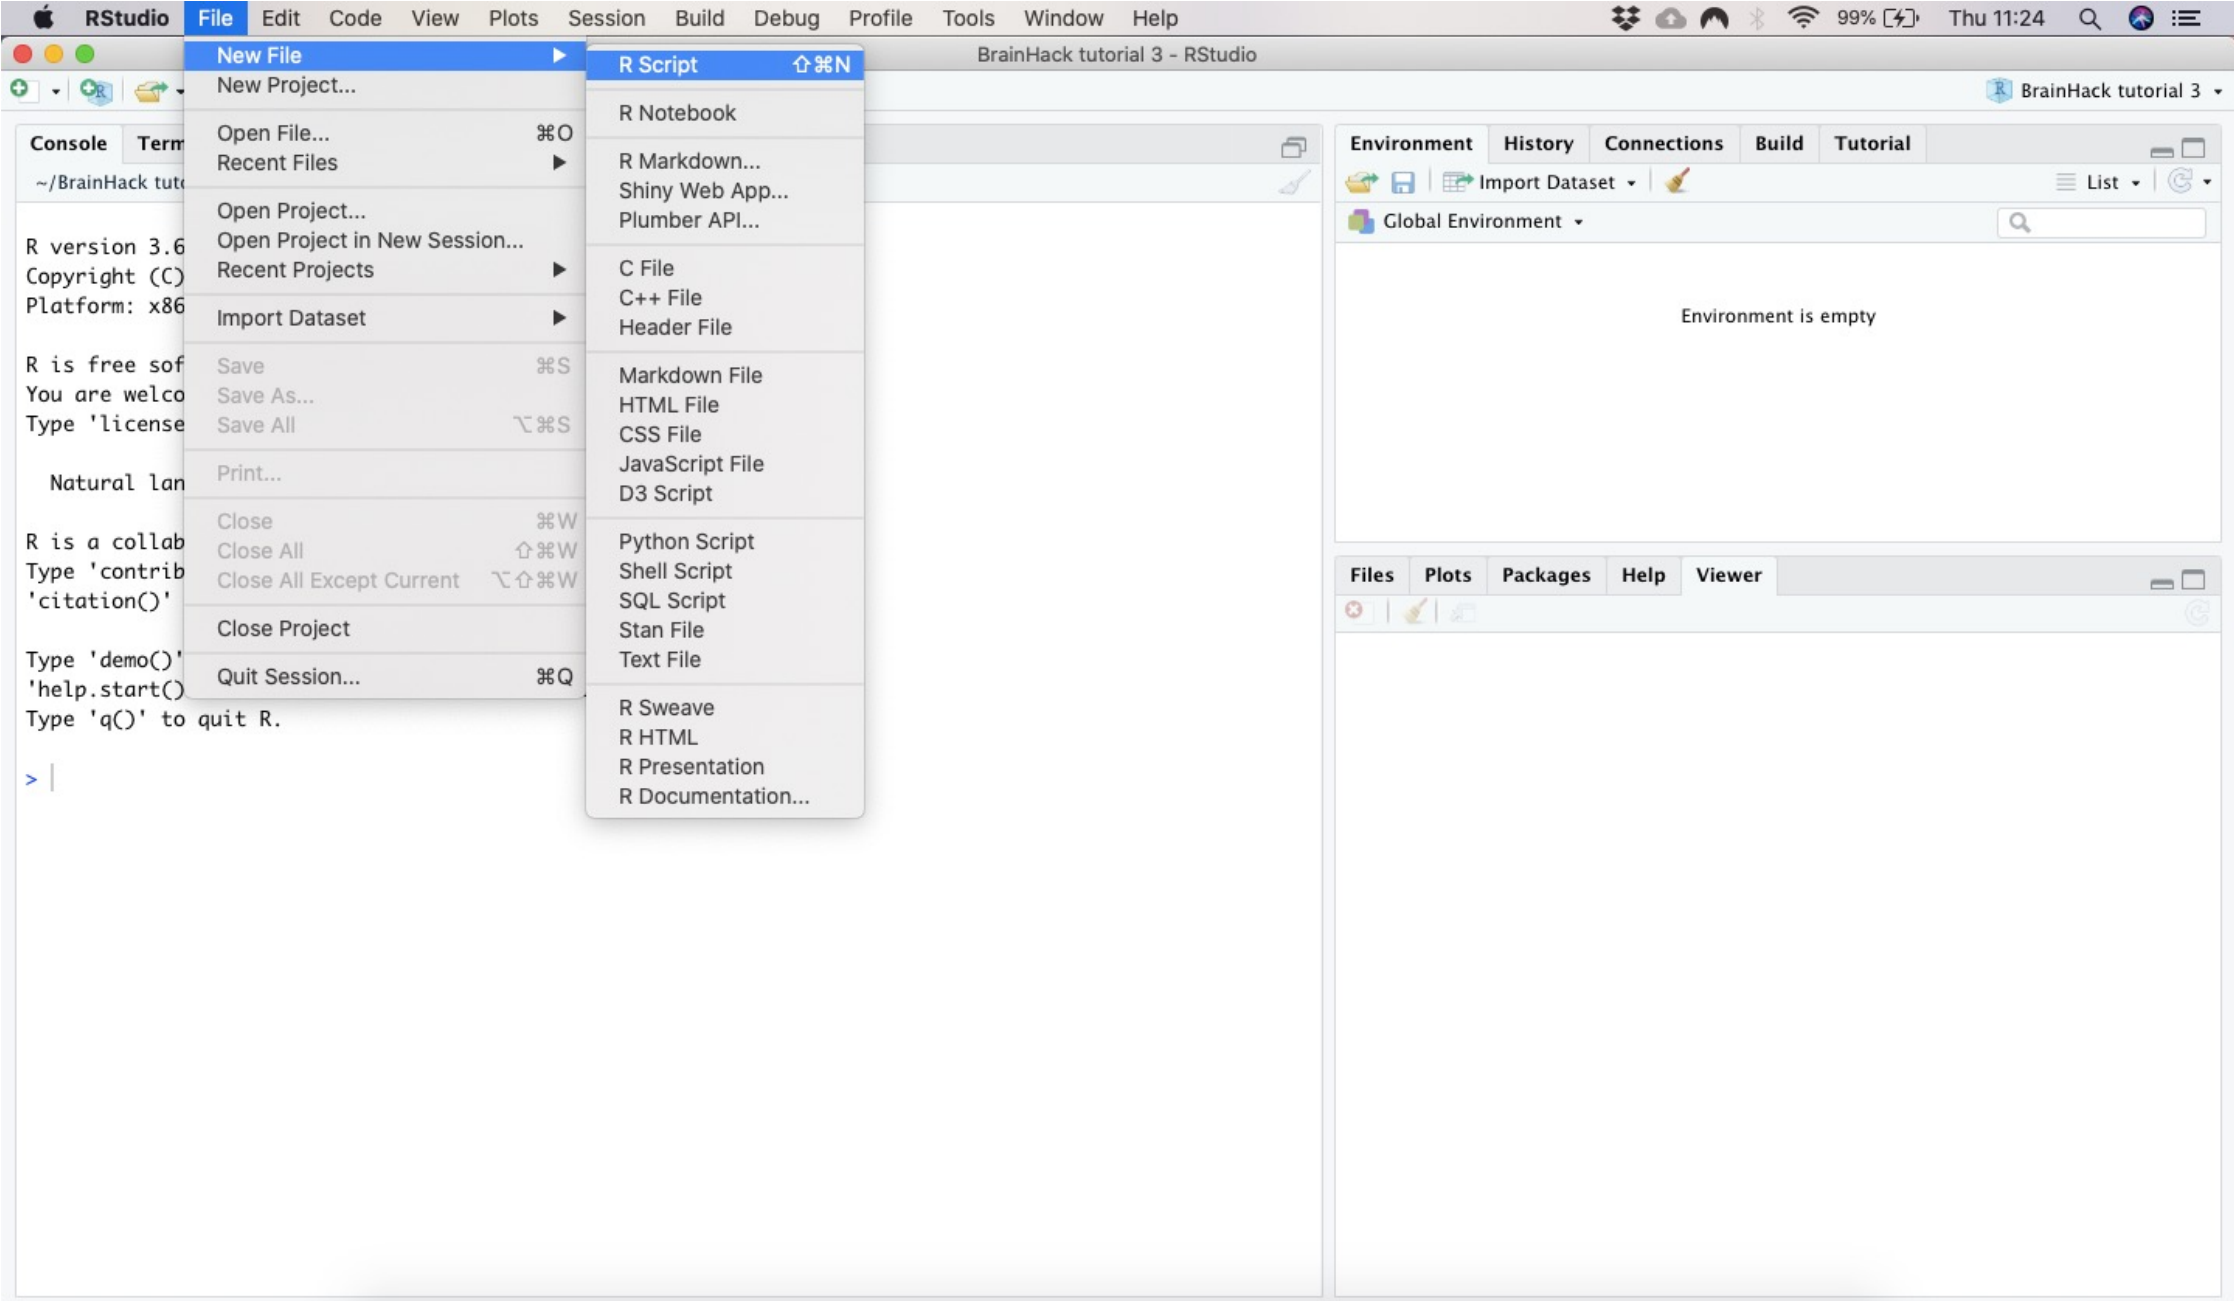 RStudio File Edit Code View Plots Session Build Debug Profile Tools Window Help 99% Thu 11:24
BrainHack tutorial 3 - RStudio
BrainHack tutorial 3
New File
New Project...
Open File... ⌘O
Recent Files
Open Project...
Open Project in New Session...
Recent Projects
Import Dataset
Save ⌘S
Save As...
Save All ⌥⌘S
Print...
Close ⌘W
Close All ⇧⌘W
Close All Except Current ⌥⇧⌘W
Close Project
Quit Session... ⌘Q
R Script ⇧⌘N
R Notebook
R Markdown...
Shiny Web App...
Plumber API...
C File
C++ File
Header File
Markdown File
HTML File
CSS File
JavaScript File
D3 Script
Python Script
Shell Script
SQL Script
Stan File
Text File
R Sweave
R HTML
R Presentation
R Documentation...
Console Term
~/BrainHack tuto
R version 3.6
Copyright (C)
Platform: x86
R is free sof
You are welco
Type 'license
Natural lan
R is a collab
Type 'contrib
'citation()'
Type 'demo()'
'help.start()
Type 'q()' to quit R.
>
Environment History Connections Build Tutorial
Import Dataset List
Global Environment
Environment is empty
Files Plots Packages Help Viewer